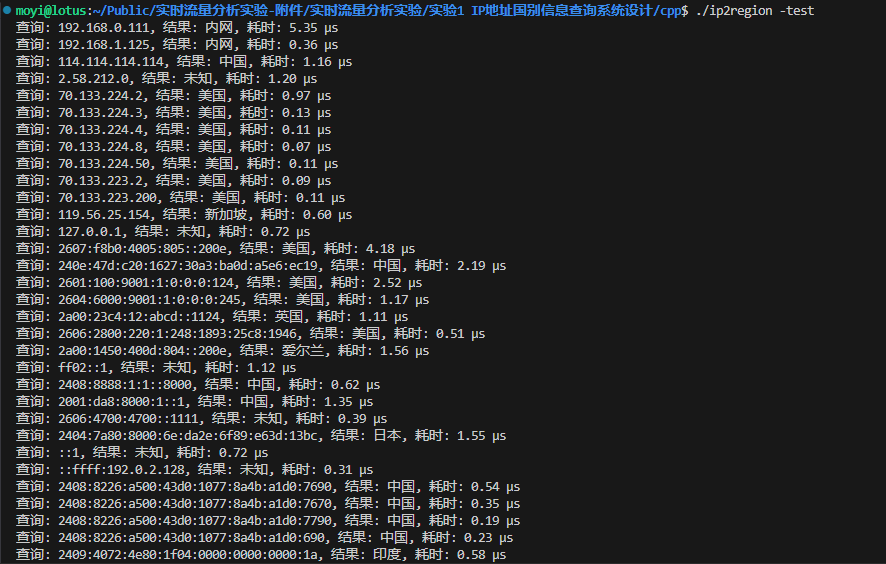 moyi@lotus:~/Public/实时流量分析实验-附件/实时流量分析实验/实验1 IP地址国别信息查询系统设计/cpp$ ./ip2region -test
查询: 192.168.0.111, 结果: 内网, 耗时: 5.35 μs
查询: 192.168.1.125, 结果: 内网, 耗时: 0.36 μs
查询: 114.114.114.114, 结果: 中国, 耗时: 1.16 μs
查询: 2.58.212.0, 结果: 未知, 耗时: 1.20 μs
查询: 70.133.224.2, 结果: 美国, 耗时: 0.97 μs
查询: 70.133.224.3, 结果: 美国, 耗时: 0.13 μs
查询: 70.133.224.4, 结果: 美国, 耗时: 0.11 μs
查询: 70.133.224.8, 结果: 美国, 耗时: 0.07 μs
查询: 70.133.224.50, 结果: 美国, 耗时: 0.11 μs
查询: 70.133.223.2, 结果: 美国, 耗时: 0.09 μs
查询: 70.133.223.200, 结果: 美国, 耗时: 0.11 μs
查询: 119.56.25.154, 结果: 新加坡, 耗时: 0.60 μs
查询: 127.0.0.1, 结果: 未知, 耗时: 0.72 μs
查询: 2607:f8b0:4005:805::200e, 结果: 美国, 耗时: 4.18 μs
查询: 240e:47d:c20:1627:30a3:ba0d:a5e6:ec19, 结果: 中国, 耗时: 2.19 μs
查询: 2601:100:9001:1:0:0:0:124, 结果: 美国, 耗时: 2.52 μs
查询: 2604:6000:9001:1:0:0:0:245, 结果: 美国, 耗时: 1.17 μs
查询: 2a00:23c4:12:abcd::1124, 结果: 英国, 耗时: 1.11 μs
查询: 2606:2800:220:1:248:1893:25c8:1946, 结果: 美国, 耗时: 0.51 μs
查询: 2a00:1450:400d:804::200e, 结果: 爱尔兰, 耗时: 1.56 μs
查询: ff02::1, 结果: 未知, 耗时: 1.12 μs
查询: 2408:8888:1:1::8000, 结果: 中国, 耗时: 0.62 μs
查询: 2001:da8:8000:1::1, 结果: 中国, 耗时: 1.35 μs
查询: 2606:4700:4700::1111, 结果: 未知, 耗时: 0.39 μs
查询: 2404:7a80:8000:6e:da2e:6f89:e63d:13bc, 结果: 日本, 耗时: 1.55 μs
查询: ::1, 结果: 未知, 耗时: 0.72 μs
查询: ::ffff:192.0.2.128, 结果: 未知, 耗时: 0.31 μs
查询: 2408:8226:a500:43d0:1077:8a4b:a1d0:7690, 结果: 中国, 耗时: 0.54 μs
查询: 2408:8226:a500:43d0:1077:8a4b:a1d0:7670, 结果: 中国, 耗时: 0.35 μs
查询: 2408:8226:a500:43d0:1077:8a4b:a1d0:7790, 结果: 中国, 耗时: 0.19 μs
查询: 2408:8226:a500:43d0:1077:8a4b:a1d0:690, 结果: 中国, 耗时: 0.23 μs
查询: 2409:4072:4e80:1f04:0000:0000:0000:1a, 结果: 印度, 耗时: 0.58 μs